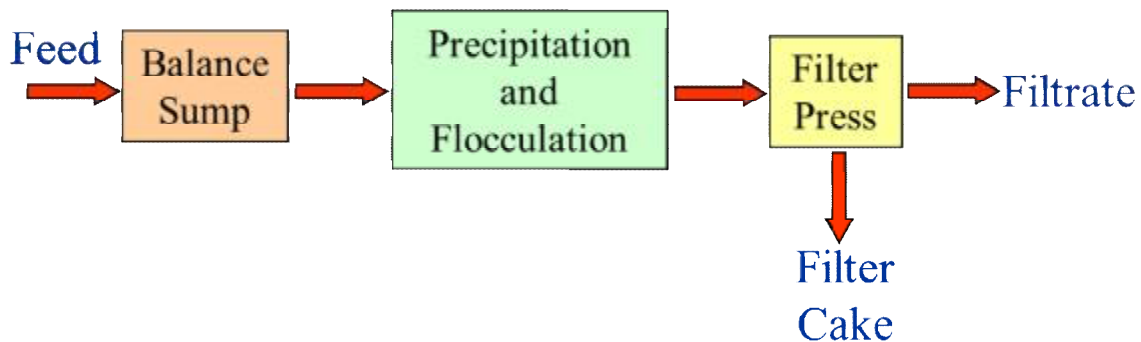 Feed
Balance
Sump
Precipitation
and
Flocculation
Filter
Press
Filtrate
Filter
Cake